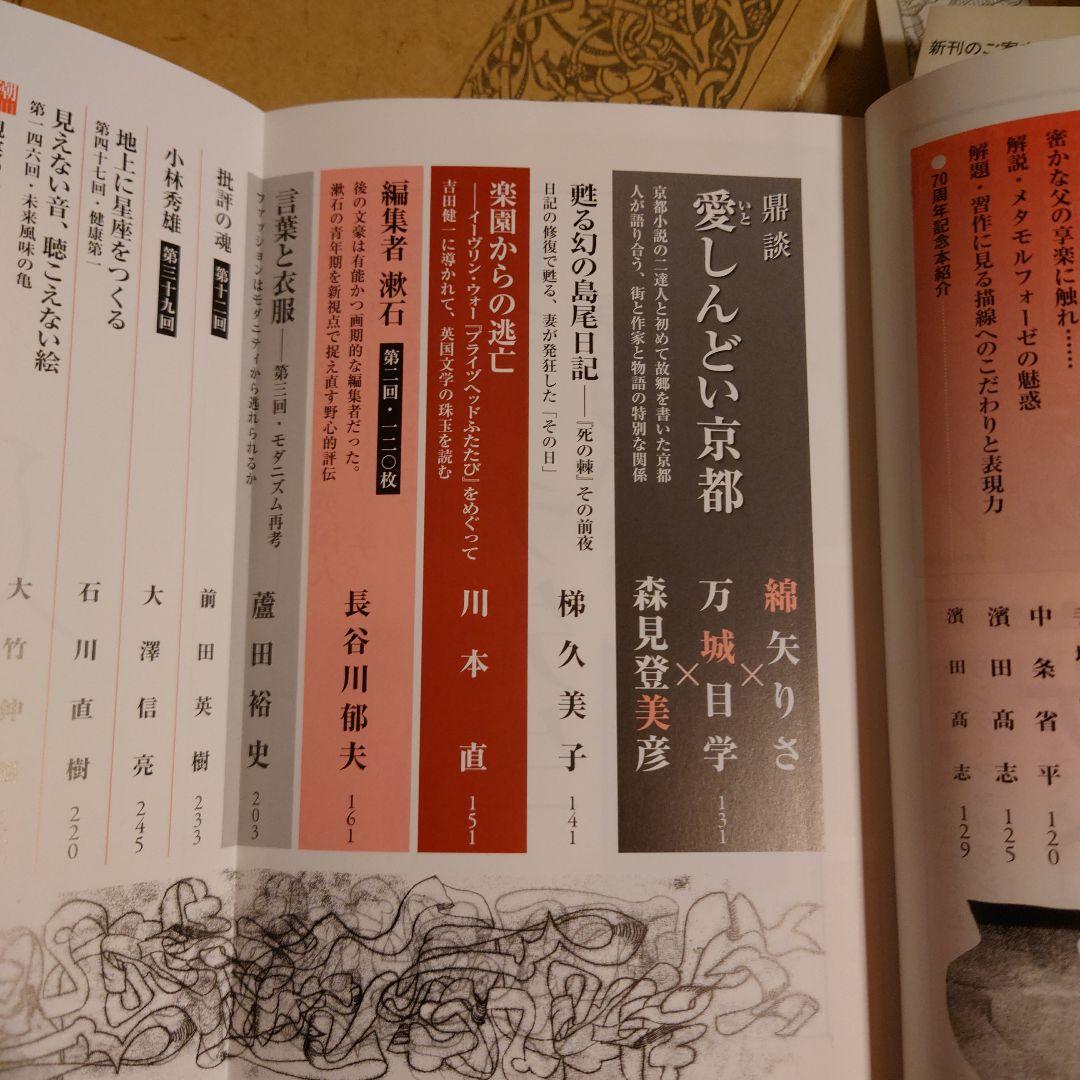 新刊のご案
密かな父の享楽に触れ……
解説・メタモルフォーゼの魅惑
中条省平 120
解題・習作に見る描線へのこだわりと表現力
濱田髙志 125
●70周年記念本紹介
濱田髙志 129
鼎談
愛しんどい京都
いと
京都小説の二達人と初めて故郷を書いた京都
人が語り合う、街と作家と物語の特別な関係
綿矢りさ
×
万城目学
×
森見登美彦
131
甦る幻の島尾日記——『死の棘』その前夜
日記の修復で甦る、妻が発狂した「その日」
梯久美子 141
楽園からの逃亡
——イーヴリン・ウォー『ブライヅヘッドふたたび』をめぐって
吉田健一に導かれて、英国文学の珠玉を読む
川本直 151
編集者 漱石 第二回・一二〇枚
後の文豪は有能かつ画期的な編集者だった。
漱石の青年期を新視点で捉え直す野心的評伝
長谷川郁夫 161
言葉と衣服——第三回・モダニズム再考
ファッションはモダニティから逃れられるか
蘆田裕史 203
批評の魂 第十二回
前田英樹 233
小林秀雄 第三十九回
大澤信亮 245
地上に星座をつくる
第四十七回・健康第一
石川直樹 220
見えない音、聴こえない絵
第一四六回・未来風味の亀
大竹伸